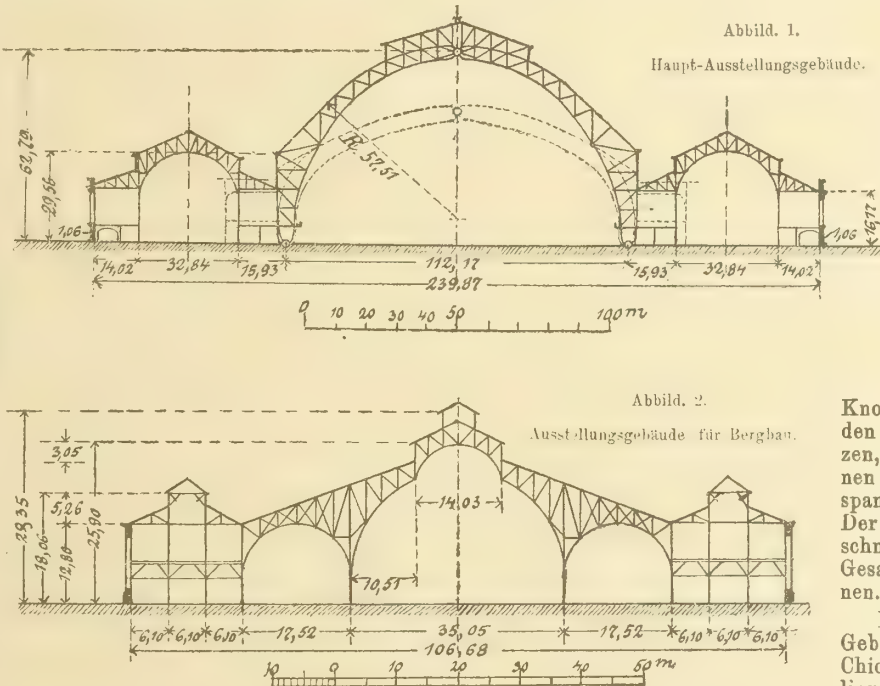 Abbild. 1.
Haupt-Ausstellungsgebäude.
62,79
29,56
R. 57,51
1,06
16,77
1,06
14,02 32,84 15,93 112,17 15,93 32,84 14,02
239,87
0 10 20 30 40 50 100 m
Abbild. 2.
Ausstellungsgebäude für Bergbau.
3,05
5,26
29,35
18,06
12,80
25,90
14,03
10,51
6,10 6,10 6,10 17,52 35,05 17,52 6,10 6,10 6,10
106,68
10 0 10 20 30 40 50 m
Kno
den
zen,
nen
span
Der
schn
Gesa
nen.
Geb
Chic